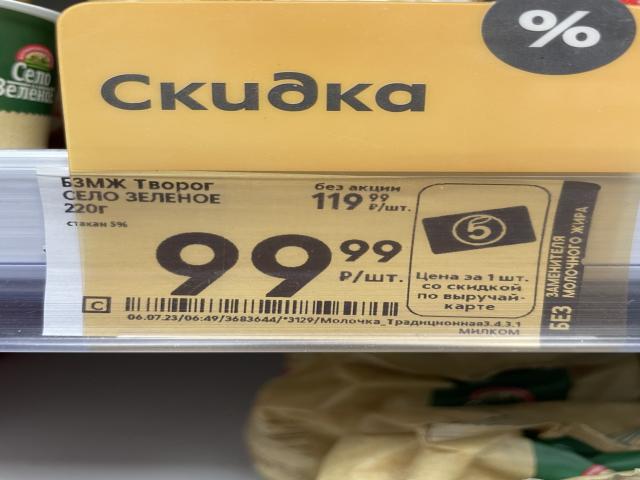 %
Скидка
Село
Зеленое
БЗМЖ Творог
СЕЛО ЗЕЛЕНОЕ
220г
стакан 5%
без акции
119 99
₽/шт.
99 99
₽/шт.
5
Цена за 1 шт.
со скидкой
по выручай-
карте
БЕЗ ЗАМЕНИТЕЛЯ
МОЛОЧНОГО ЖИРА
С
06.07.23/06:49/3683644/*3129/Молочка_Традиционная3.4.3.1
МИЛКОМ